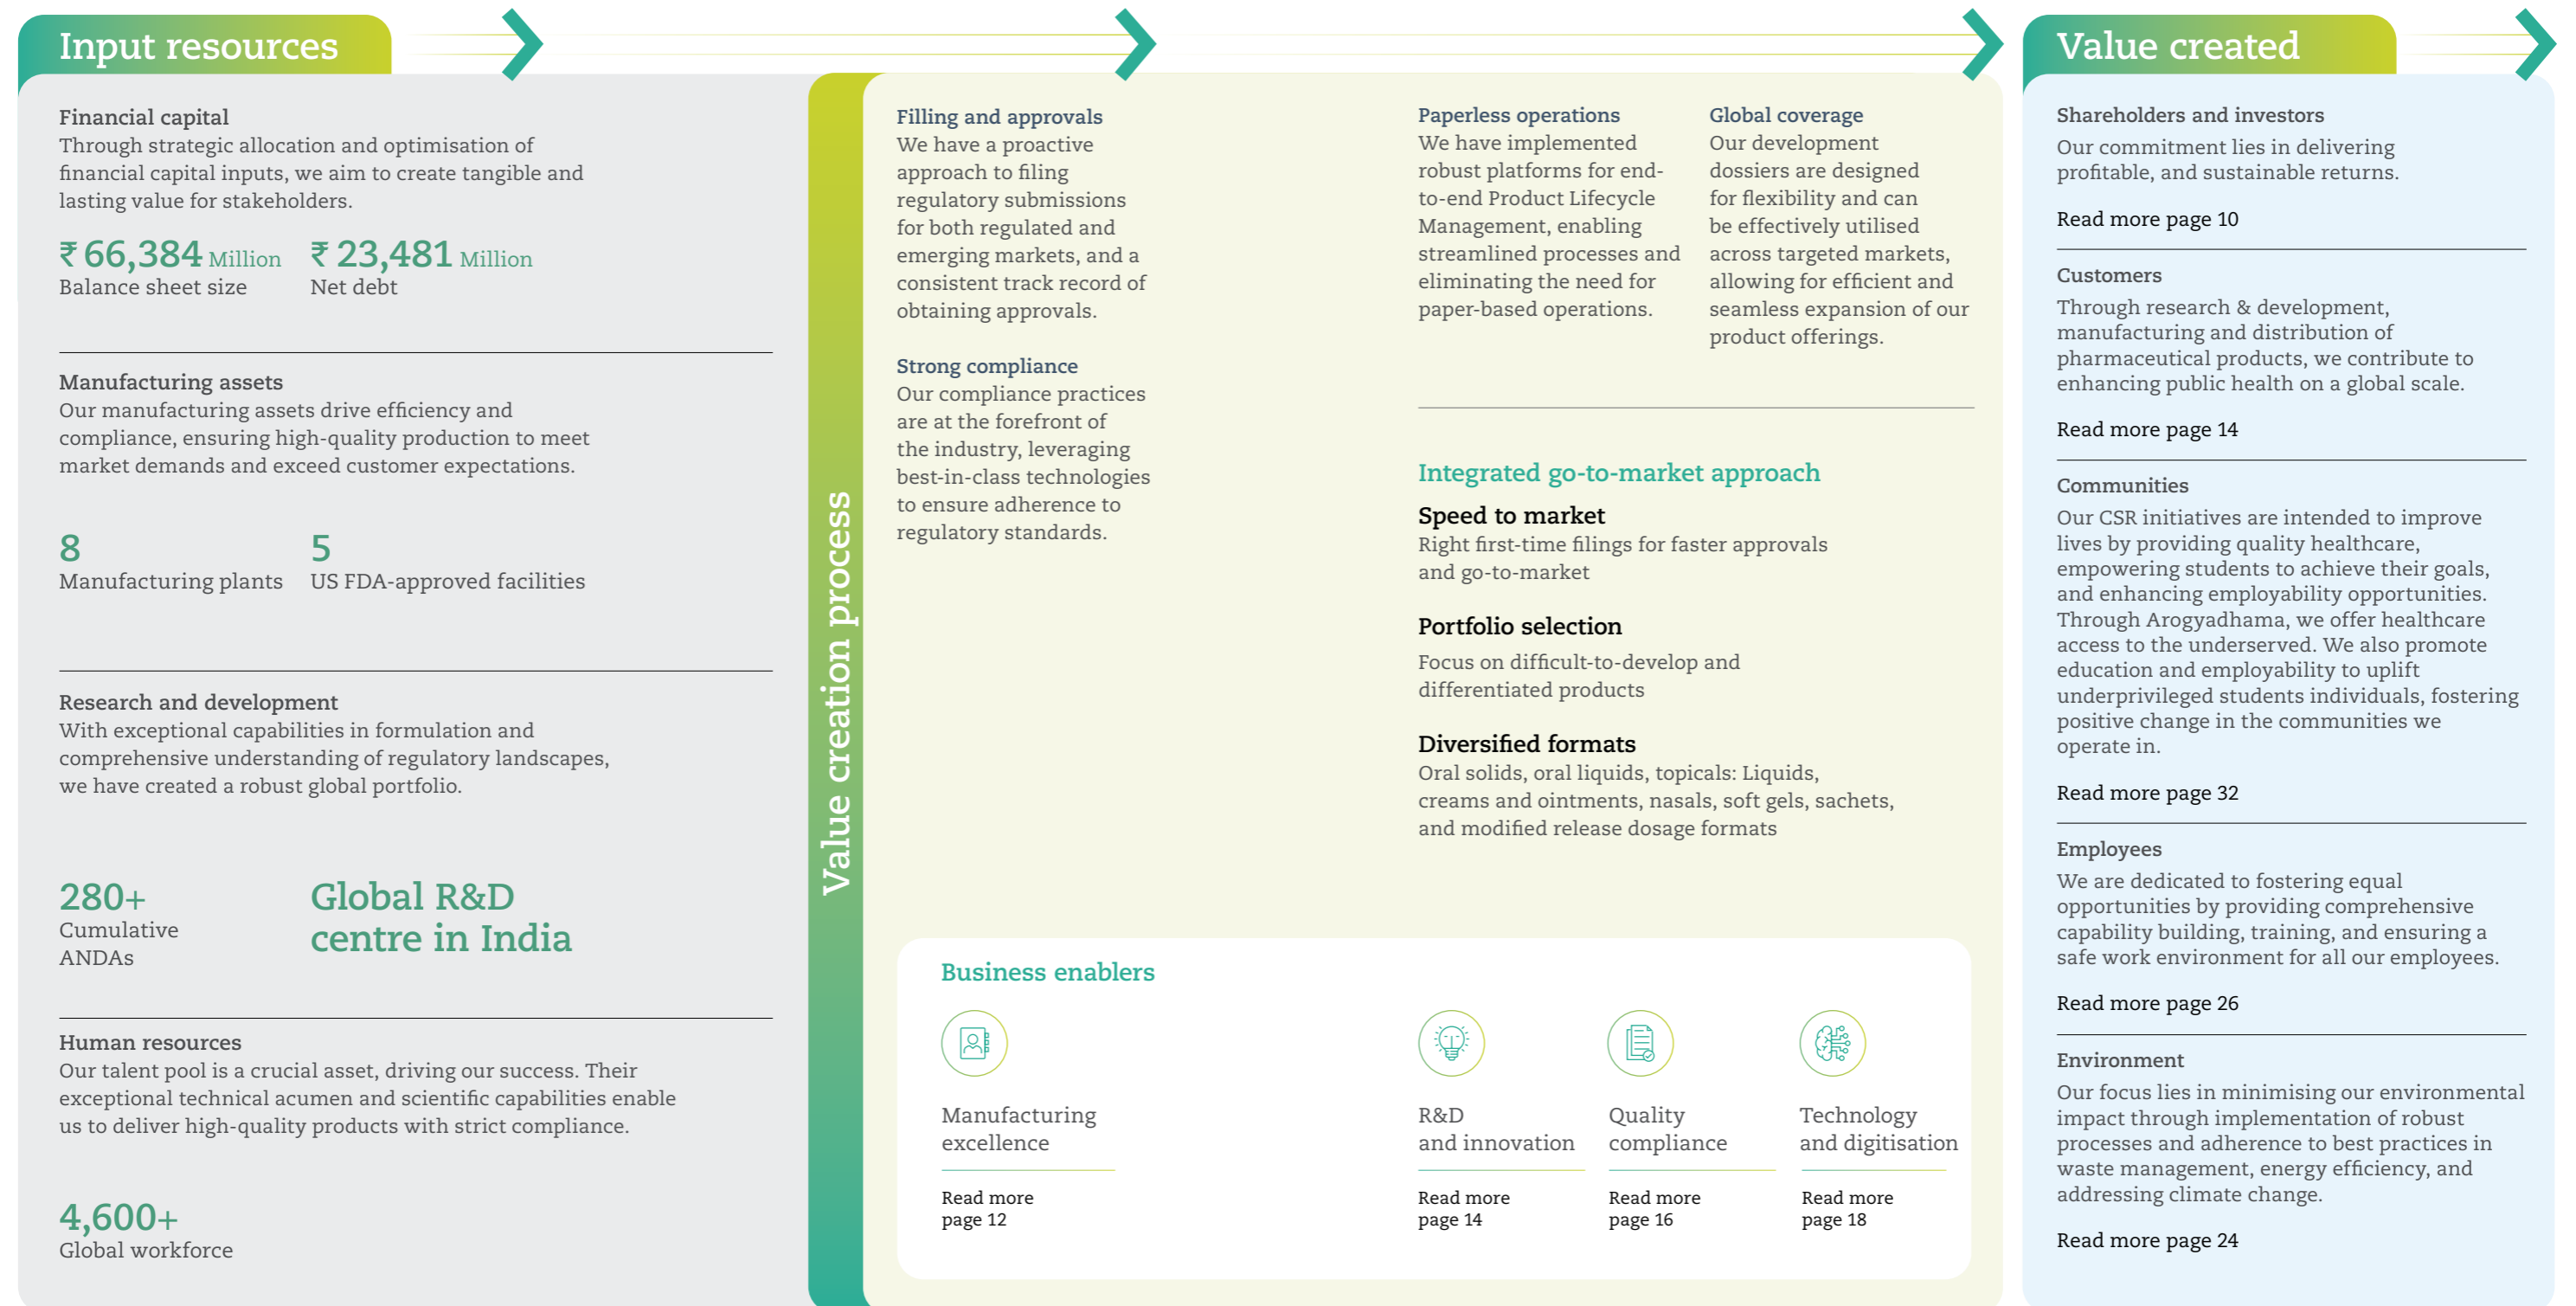 Input resources
Financial capital
Through strategic allocation and optimisation of
financial capital inputs, we aim to create tangible and
lasting value for stakeholders.
₹ 66,384 Million
Balance sheet size
₹ 23,481 Million
Net debt
Manufacturing assets
Our manufacturing assets drive efficiency and
compliance, ensuring high-quality production to meet
market demands and exceed customer expectations.
8
Manufacturing plants
5
US FDA-approved facilities
Research and development
With exceptional capabilities in formulation and
comprehensive understanding of regulatory landscapes,
we have created a robust global portfolio.
280+
Cumulative
ANDAs
Global R&D
centre in India
Human resources
Our talent pool is a crucial asset, driving our success. Their
exceptional technical acumen and scientific capabilities enable
us to deliver high-quality products with strict compliance.
4,600+
Global workforce
Value creation process
Filling and approvals
We have a proactive
approach to filing
regulatory submissions
for both regulated and
emerging markets, and a
consistent track record of
obtaining approvals.
Strong compliance
Our compliance practices
are at the forefront of
the industry, leveraging
best-in-class technologies
to ensure adherence to
regulatory standards.
Paperless operations
We have implemented
robust platforms for end-
to-end Product Lifecycle
Management, enabling
streamlined processes and
eliminating the need for
paper-based operations.
Global coverage
Our development
dossiers are designed
for flexibility and can
be effectively utilised
across targeted markets,
allowing for efficient and
seamless expansion of our
product offerings.
Integrated go-to-market approach
Speed to market
Right first-time filings for faster approvals
and go-to-market
Portfolio selection
Focus on difficult-to-develop and
differentiated products
Diversified formats
Oral solids, oral liquids, topicals: Liquids,
creams and ointments, nasals, soft gels, sachets,
and modified release dosage formats
Business enablers
Manufacturing
excellence
Read more
page 12
R&D
and innovation
Read more
page 14
Quality
compliance
Read more
page 16
Technology
and digitisation
Read more
page 18
Value created
Shareholders and investors
Our commitment lies in delivering
profitable, and sustainable returns.
Read more page 10
Customers
Through research & development,
manufacturing and distribution of
pharmaceutical products, we contribute to
enhancing public health on a global scale.
Read more page 14
Communities
Our CSR initiatives are intended to improve
lives by providing quality healthcare,
empowering students to achieve their goals,
and enhancing employability opportunities.
Through Arogyadhama, we offer healthcare
access to the underserved. We also promote
education and employability to uplift
underprivileged students individuals, fostering
positive change in the communities we
operate in.
Read more page 32
Employees
We are dedicated to fostering equal
opportunities by providing comprehensive
capability building, training, and ensuring a
safe work environment for all our employees.
Read more page 26
Environment
Our focus lies in minimising our environmental
impact through implementation of robust
processes and adherence to best practices in
waste management, energy efficiency, and
addressing climate change.
Read more page 24